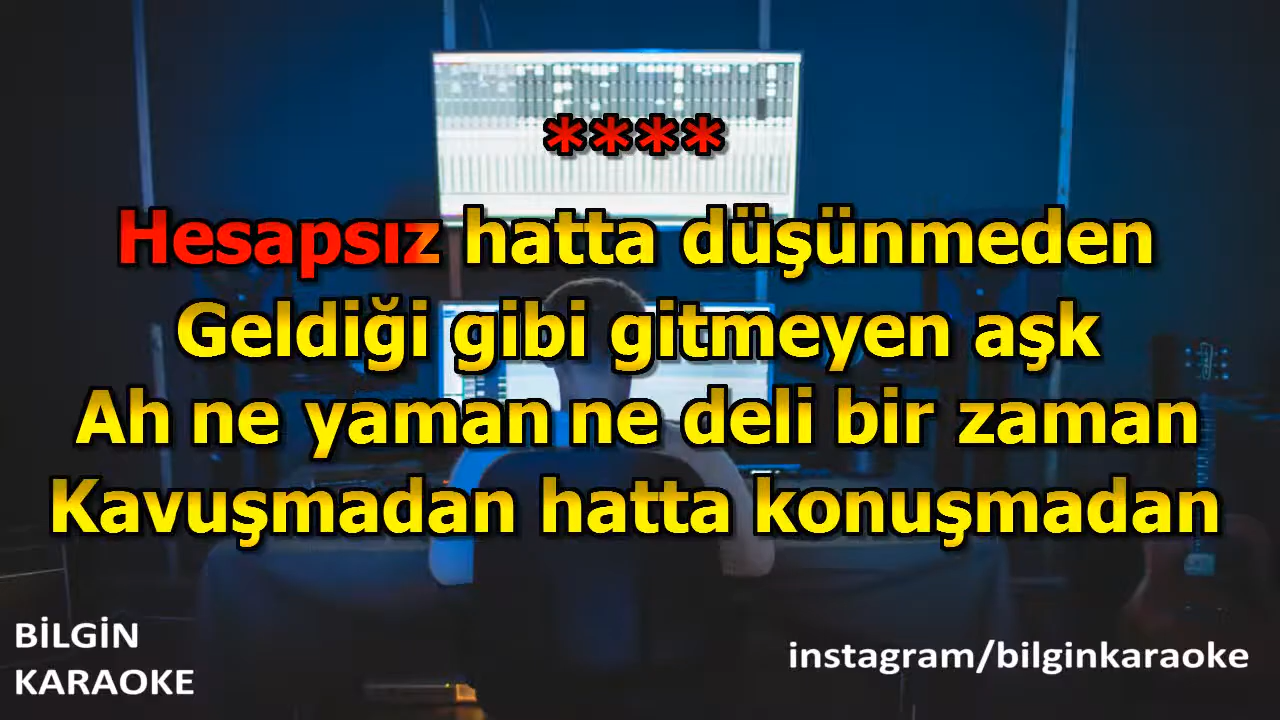 ****
Hesapsız hatta düşünmeden
Geldiği gibi gitmeyen aşk
Ah ne yaman ne deli bir zaman
Kavuşmadan hatta konuşmadan
BİLGİN
KARAOKE
instagram/bilginkaraoke